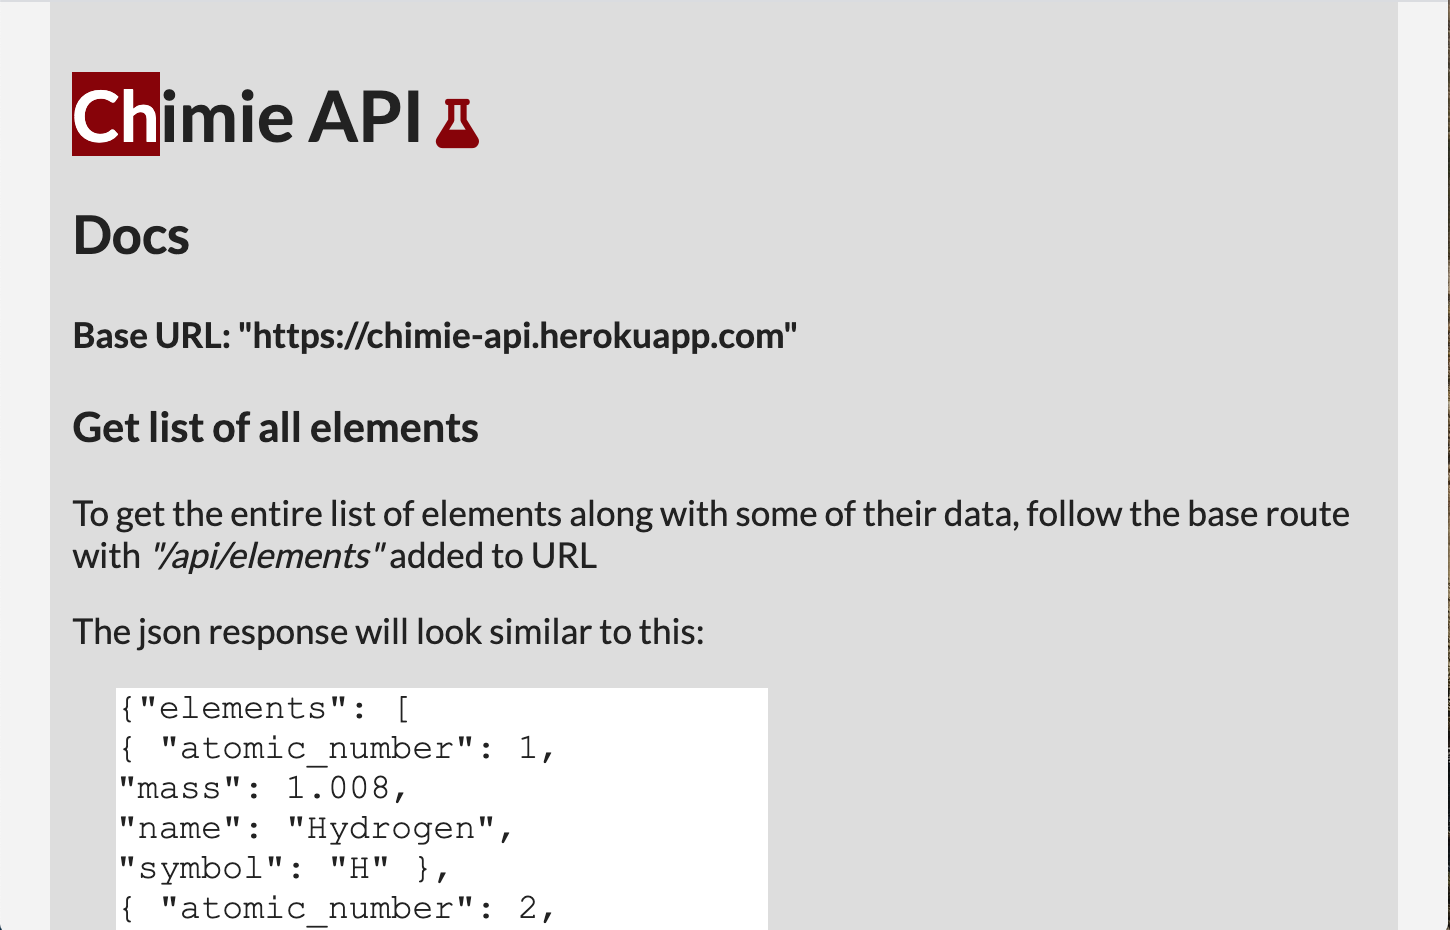 Chimie API
Docs
Base URL: "https://chimie-api.herokuapp.com"
Get list of all elements
To get the entire list of elements along with some of their data, follow the base route
with "/api/elements" added to URL
The json response will look similar to this:
{"elements": [
{ "atomic_number": 1,
"mass": 1.008,
"name": "Hydrogen",
"symbol": "H" },
{ "atomic_number": 2,